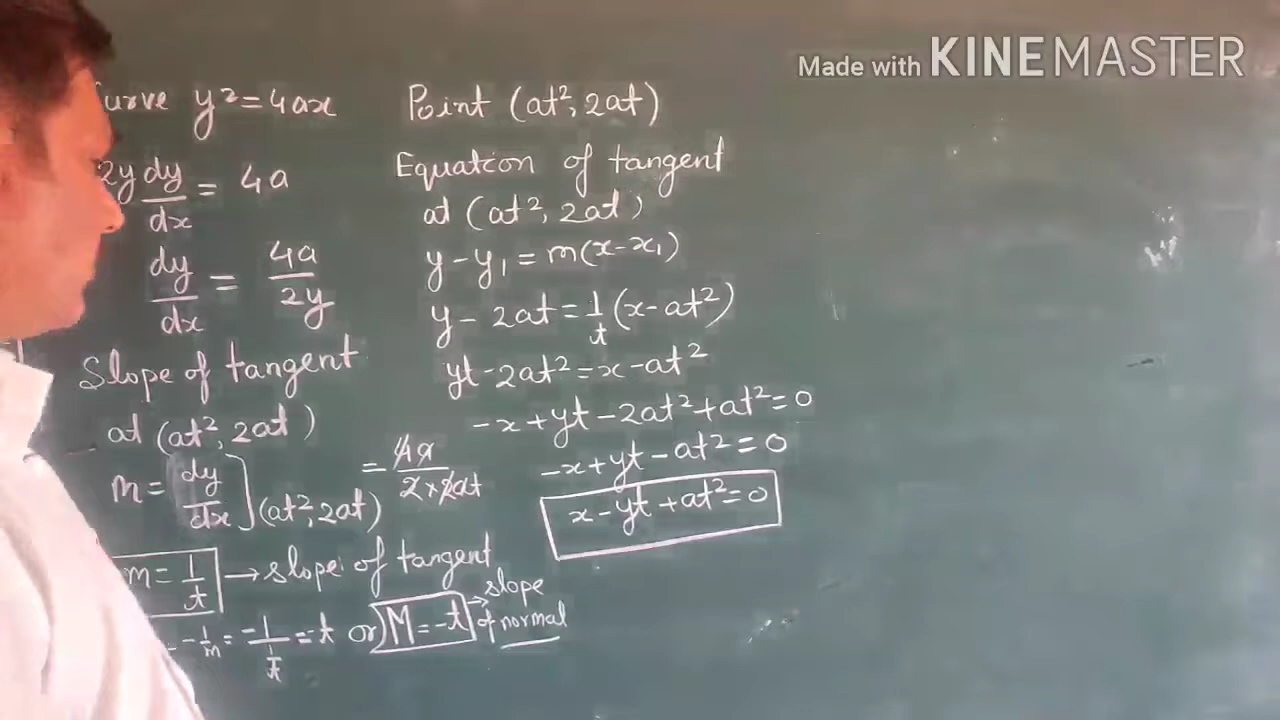 Made with KINEMASTER
Curve y² = 4ax
2y dy/dx = 4a
dy/dx = 4a/2y
Slope of tangent
at (at², 2at)
m = dy/dx](at², 2at) = 4a/2×2at
m = 1/t → slope of tangent
= -1/m = -1/(1/t) = -t or M = -t → slope of normal
Point (at², 2at)
Equation of tangent
at (at², 2at)
y - y₁ = m(x - x₁)
y - 2at = 1/t (x - at²)
yt - 2at² = x - at²
-x + yt - 2at² + at² = 0
-x + yt - at² = 0
x - yt + at² = 0